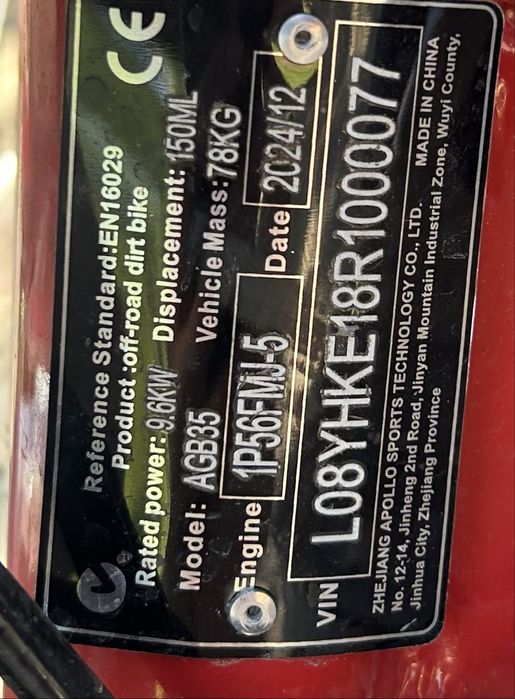 Reference Standard:EN16029
CE
Product :off-road dirt bike
Rated power: 9.6KW Displacement: 150ML
Model: AGB35 Vehicle Mass: 78KG
Engine 1P56FMJ-5 Date 2024/12
VIN L08YHKE18R1000077
ZHEJIANG APOLLO SPORTS TECHNOLOGY CO., LTD. MADE IN CHINA
No. 12-14, Jinheng 2nd Road, Jinyan Mountain Industrial Zone, Wuyi County,
Jinhua City, Zhejiang Province